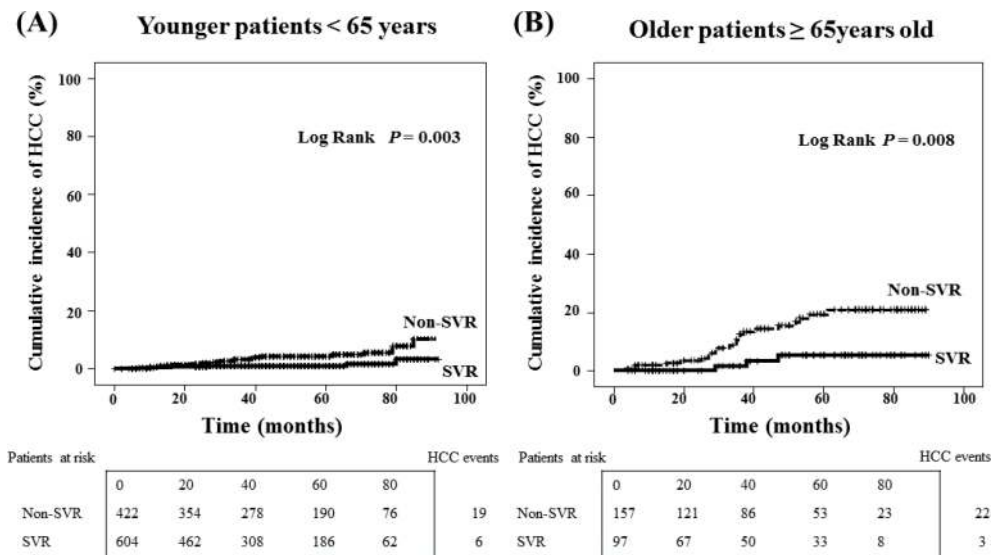 (A) Younger patients < 65 years
Cumulative incidence of HCC (%)
100
80
60
40
20
0
Log Rank P = 0.003
Non-SVR
SVR
0 20 40 60 80 100
Time (months)
Patients at risk HCC events
0 20 40 60 80
Non-SVR 422 354 278 190 76 19
SVR 604 462 308 186 62 6
(B) Older patients ≥ 65years old
Cumulative incidence of HCC (%)
100
80
60
40
20
0
Log Rank P = 0.008
Non-SVR
SVR
0 20 40 60 80 100
Time (months)
Patients at risk HCC events
0 20 40 60 80
Non-SVR 157 121 86 53 23 22
SVR 97 67 50 33 8 3